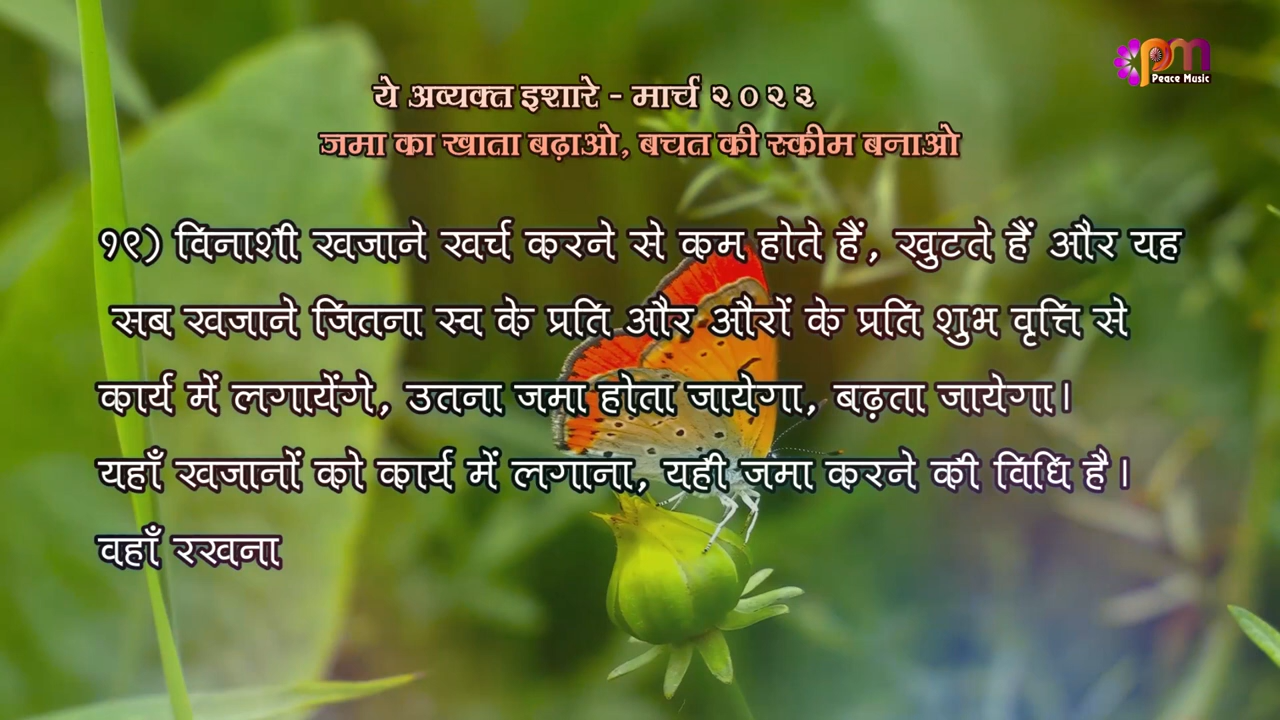 pm
Peace Music
ये अव्यक्त इशारे - मार्च २०२३
जमा का खाता बढ़ाओ, बचत की स्कीम बनाओ
१९) विनाशी खजाने खर्च करने से कम होते हैं, खुटते हैं और यह
सब खजाने जितना स्व के प्रति और औरों के प्रति शुभ वृत्ति से
कार्य में लगायेंगे, उतना जमा होता जायेगा, बढ़ता जायेगा।
यहाँ खजानों को कार्य में लगाना, यही जमा करने की विधि है।
वहाँ रखना